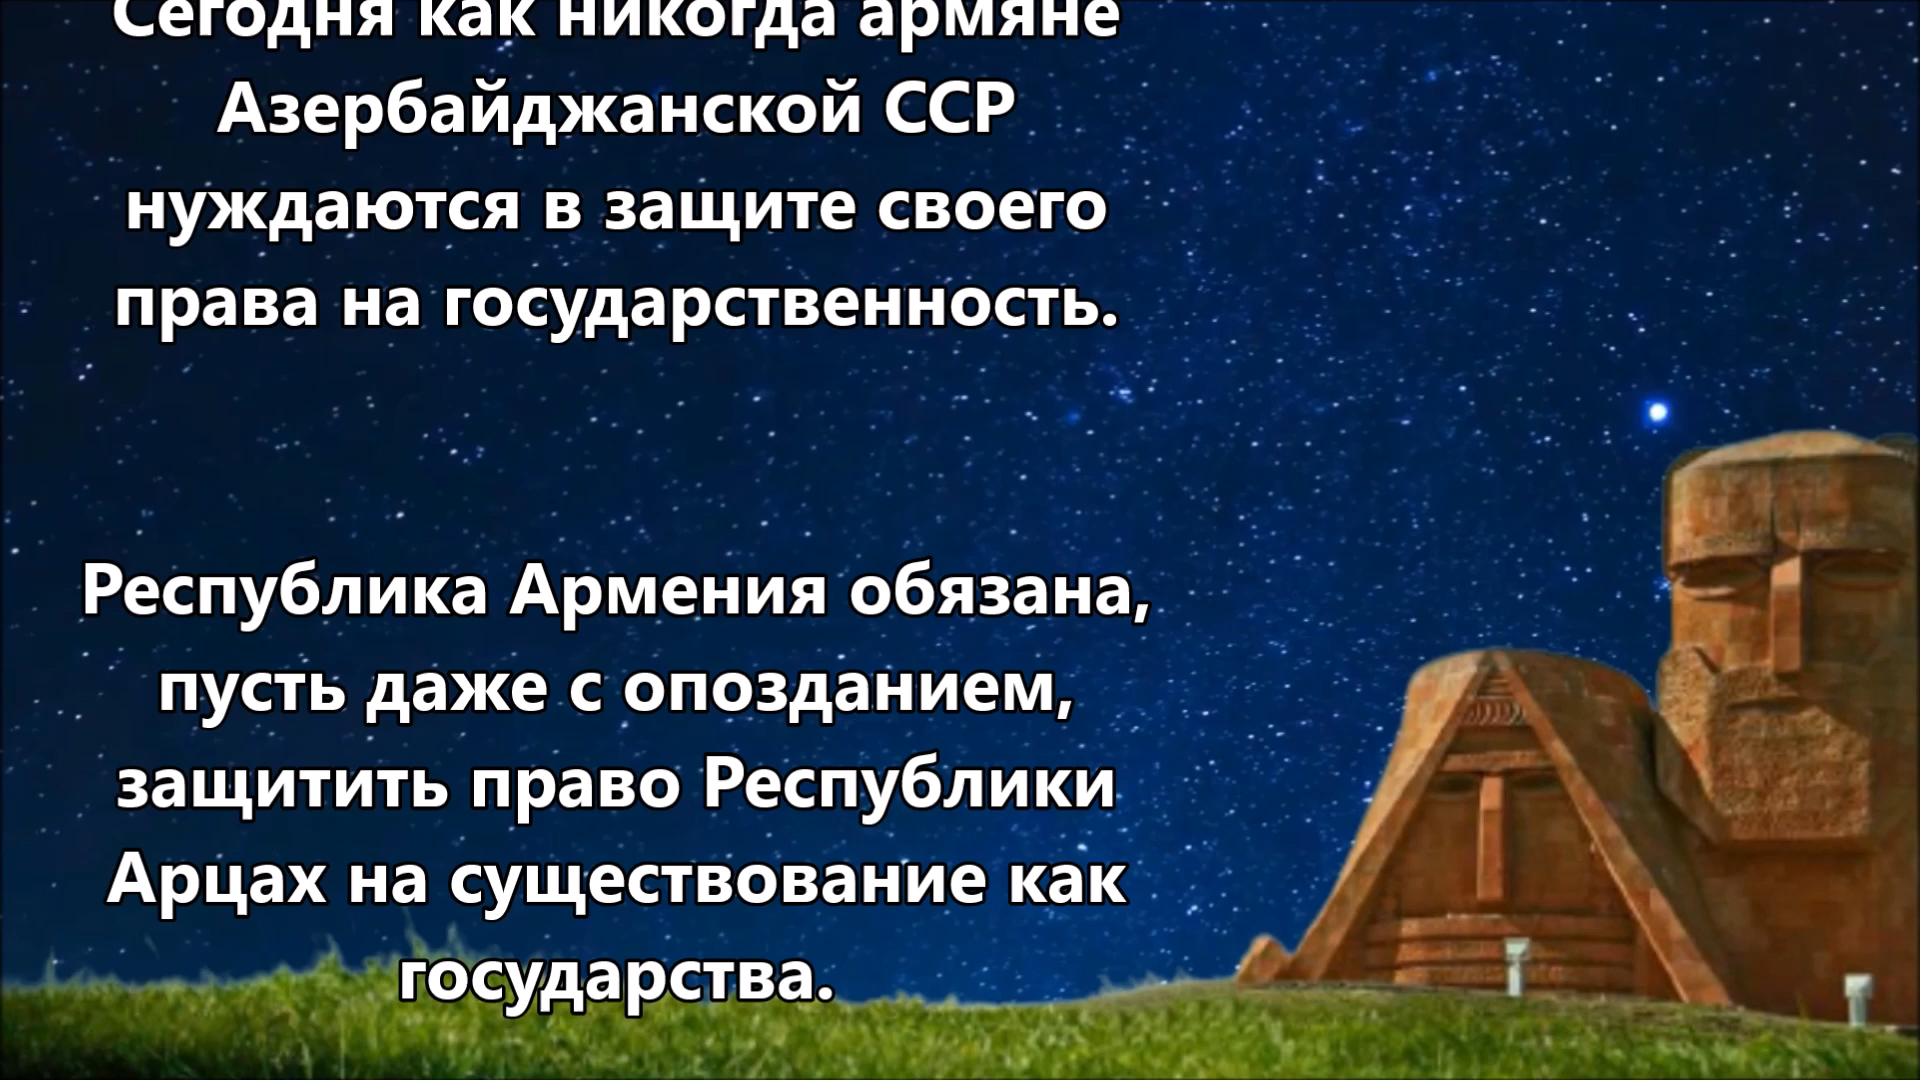 Сегодня как никогда армяне
Азербайджанской ССР
нуждаются в защите своего
права на государственность.
Республика Армения обязана,
пусть даже с опозданием,
защитить право Республики
Арцах на существование как
государства.